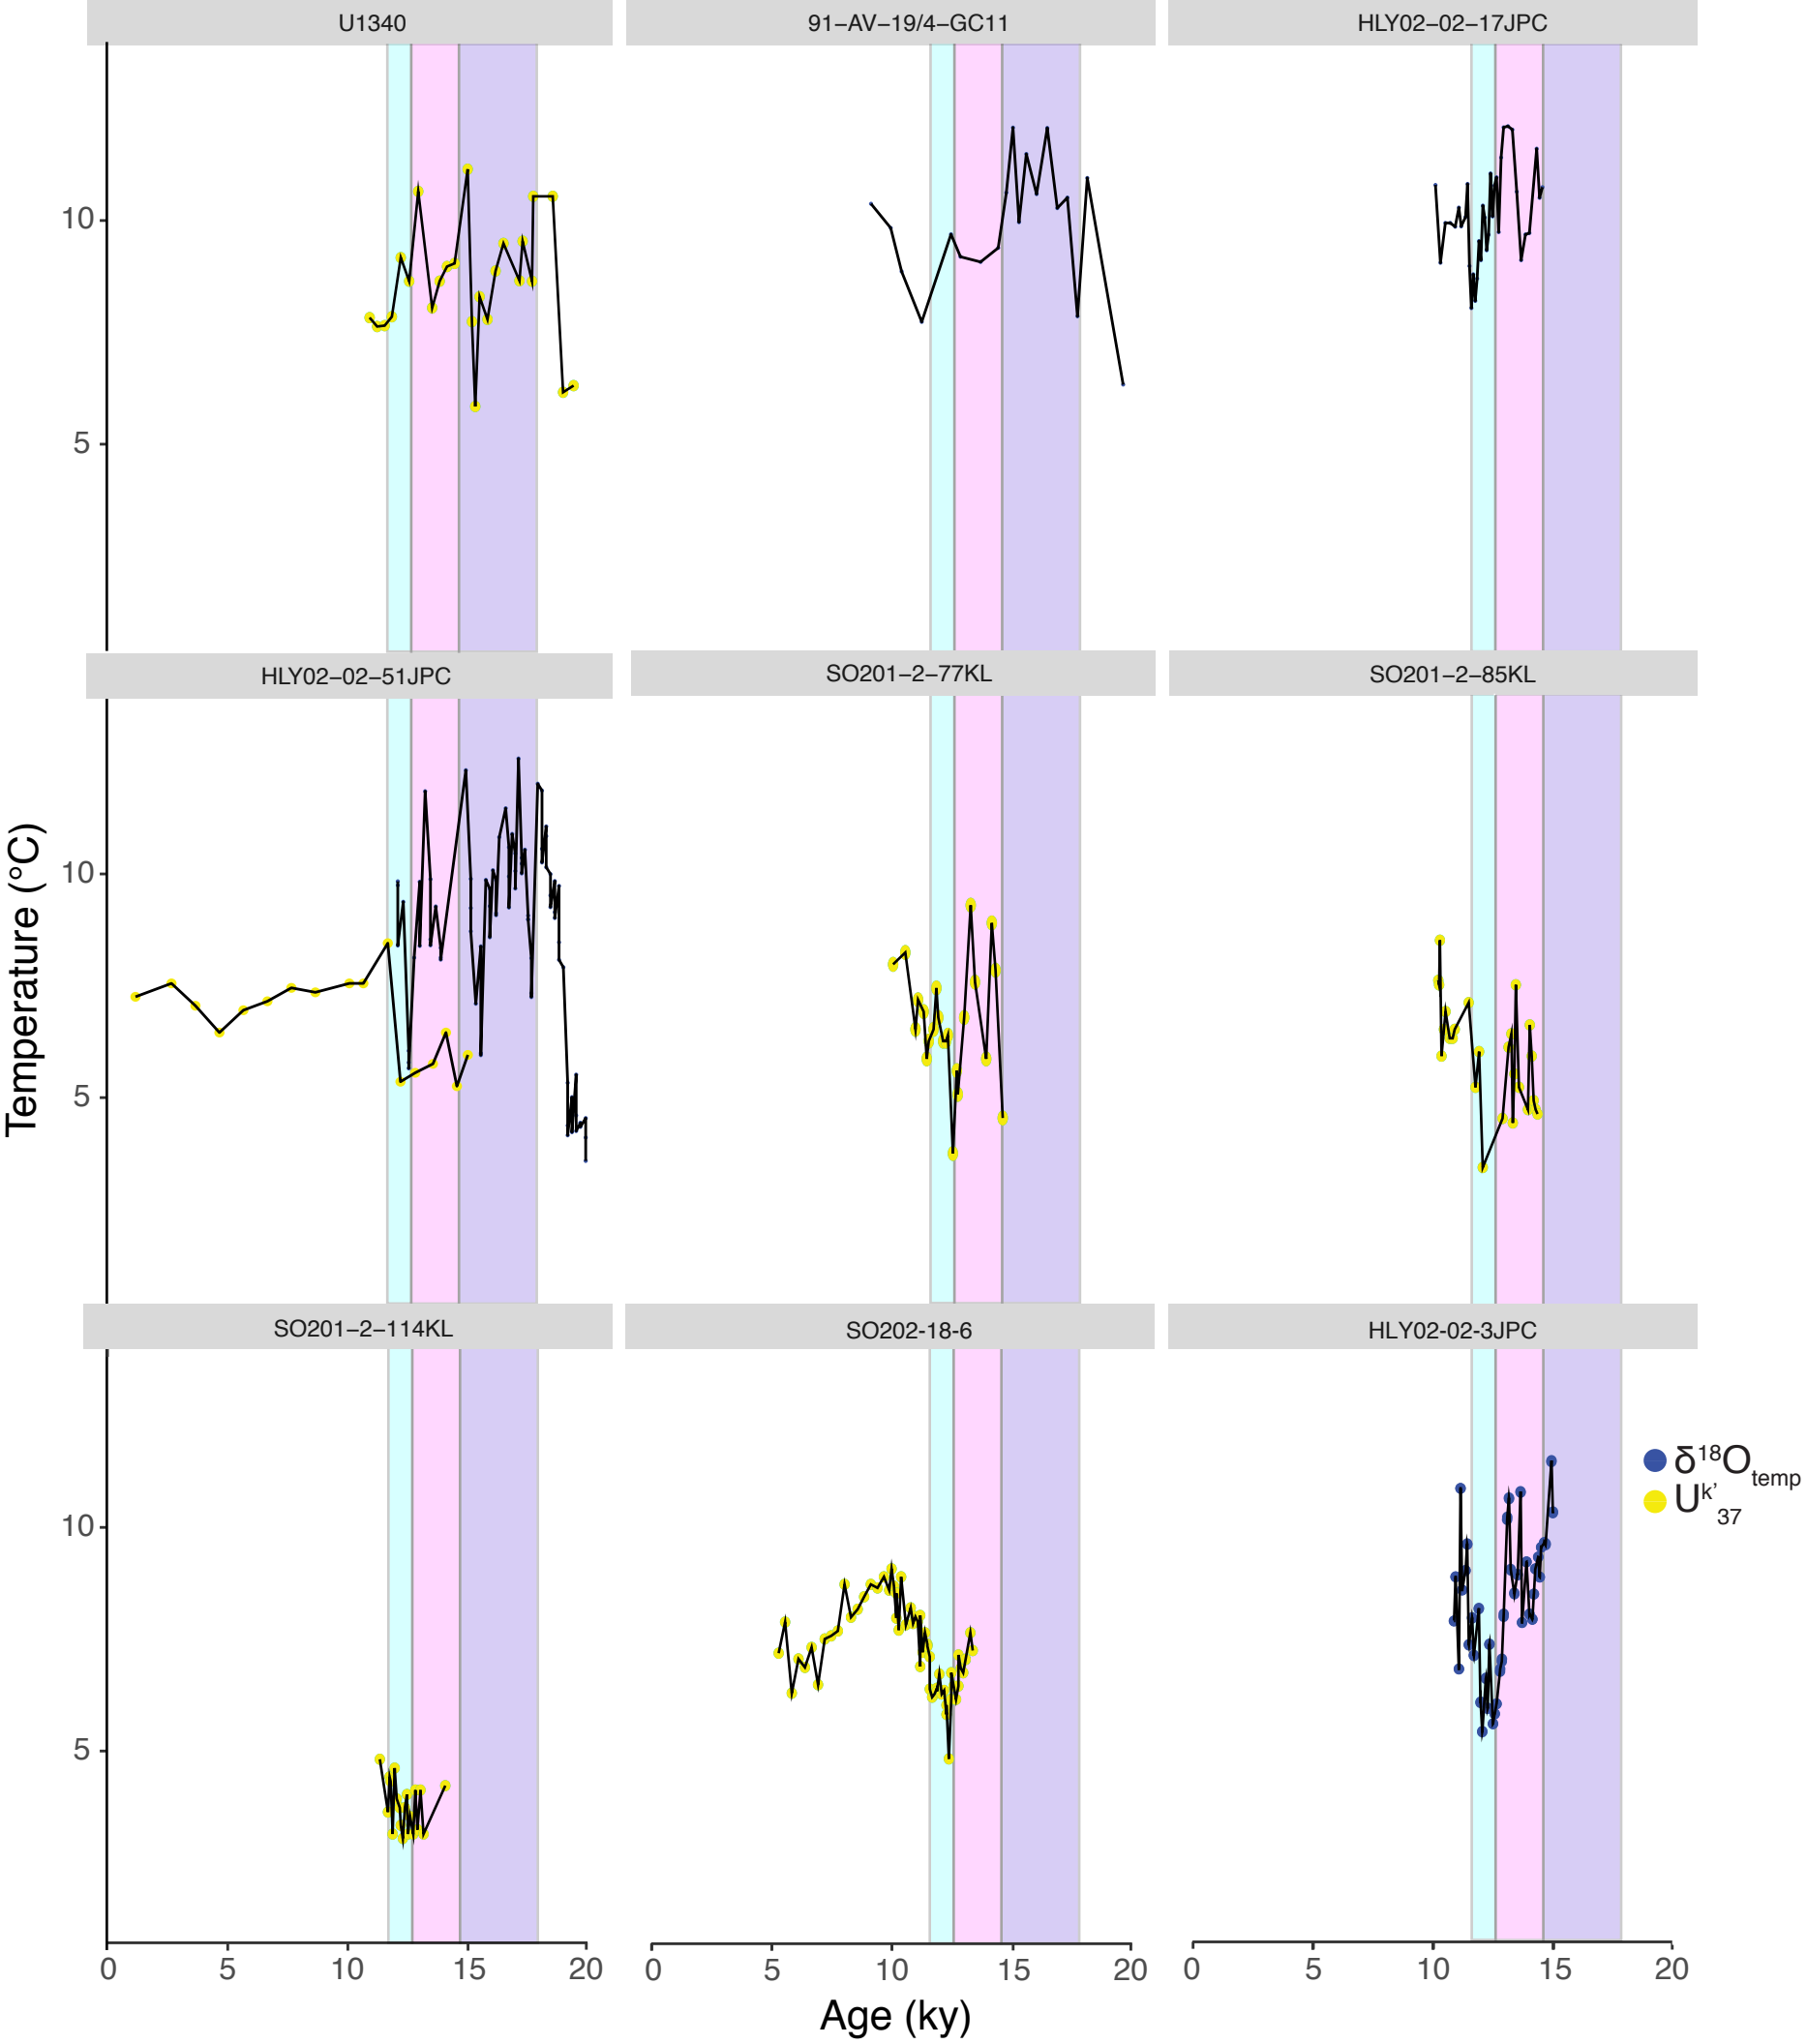 U1340
91−AV−19/4−GC11
HLY02−02−17JPC
10
5
HLY02−02−51JPC
SO201−2−77KL
SO201−2−85KL
10
5
Temperature (°C)
SO201−2−114KL
SO202-18-6
HLY02-02-3JPC
δ¹⁸Otemp
Uᵏ’37
10
5
0 5 10 15 20
0 5 10 15 20
0 5 10 15 20
Age (ky)